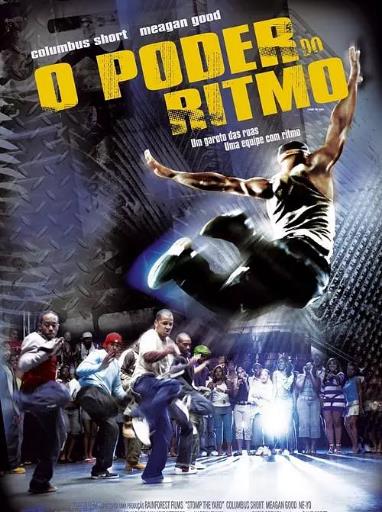 columbus short meagan good
O PODER DO
RITMO
Um garoto das ruas
Uma equipe com ritmo
RAINFOREST FILMS "STOMP THE YARD" COLUMBUS SHORT MEAGAN GOOD NE-YO